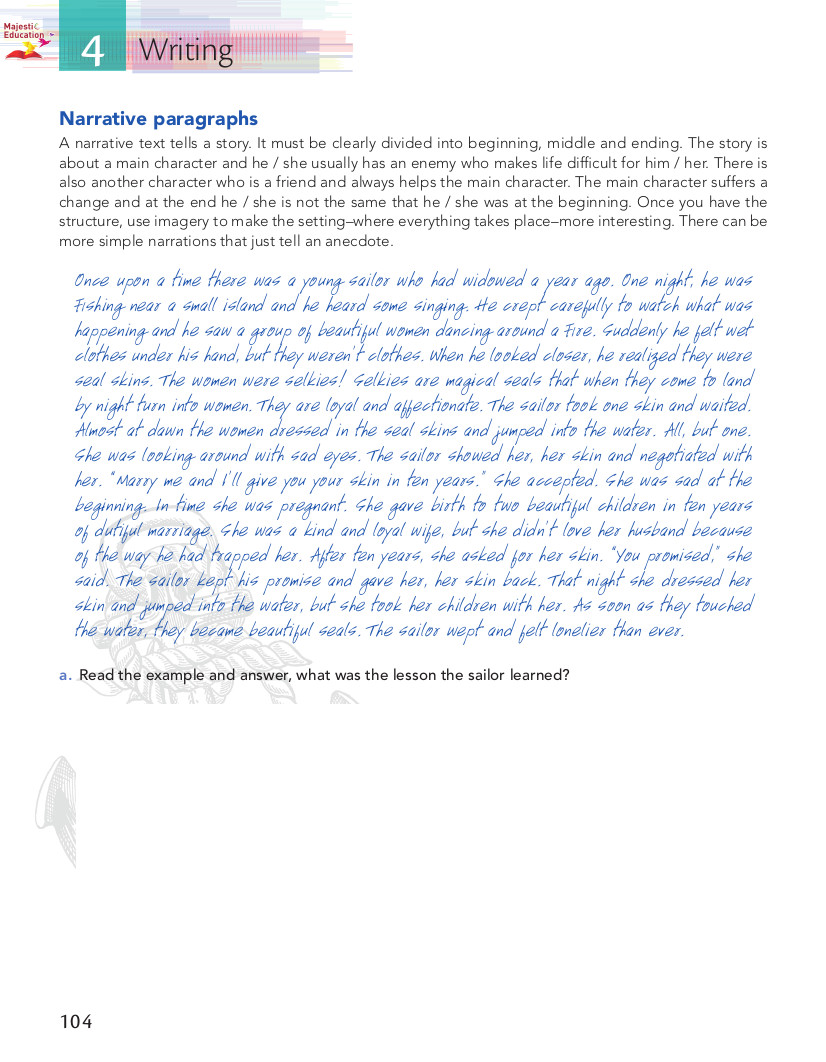 Majestic
Education
4 Writing
Narrative paragraphs
A narrative text tells a story. It must be clearly divided into beginning, middle and ending. The story is
about a main character and he / she usually has an enemy who makes life difficult for him / her. There is
also another character who is a friend and always helps the main character. The main character suffers a
change and at the end he / she is not the same that he / she was at the beginning. Once you have the
structure, use imagery to make the setting–where everything takes place–more interesting. There can be
more simple narrations that just tell an anecdote.
Once upon a time there was a young sailor who had widowed a year ago. One night, he was
fishing near a small island and he heard some singing. He crept carefully to watch what was
happening and he saw a group of beautiful women dancing around a fire. Suddenly he felt wet
clothes under his hand, but they weren't clothes. When he looked closer, he realized they were
seal skins. The women were selkies! Selkies are magical seals that when they come to land
by night turn into women. They are loyal and affectionate. The sailor took one skin and waited.
Almost at dawn the women dressed in the seal skins and jumped into the water. All, but one.
She was looking around with sad eyes. The sailor showed her, her skin and negotiated with
her. "Marry me and I'll give you your skin in ten years." She accepted. She was sad at the
beginning. In time she was pregnant. She gave birth to two beautiful children in ten years
of dutiful marriage. She was a kind and loyal wife, but she didn't love her husband because
of the way he had trapped her. After ten years, she asked for her skin. "You promised," she
said. The sailor kept his promise and gave her, her skin back. That night she dressed her
skin and jumped into the water, but she took her children with her. As soon as they touched
the water, they became beautiful seals. The sailor wept and felt lonelier than ever.
a. Read the example and answer, what was the lesson the sailor learned?
104